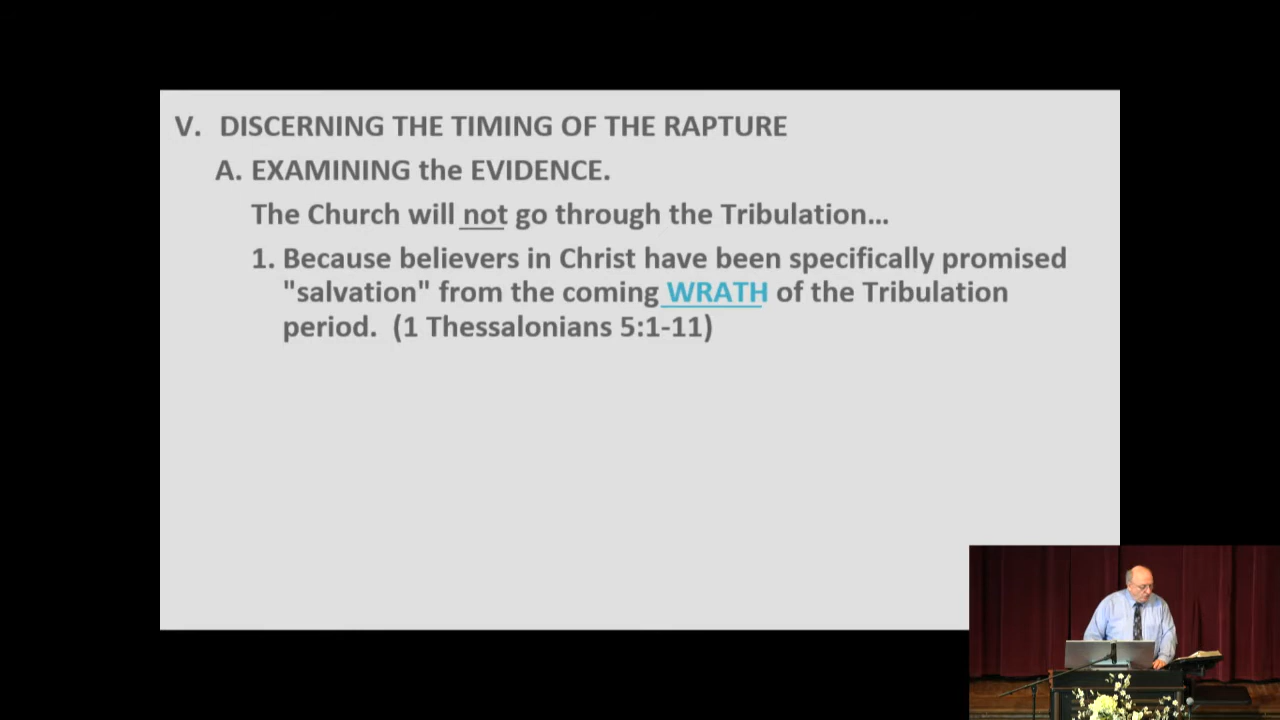 V. DISCERNING THE TIMING OF THE RAPTURE
A. EXAMINING the EVIDENCE.
The Church will not go through the Tribulation...
1. Because believers in Christ have been specifically promised
"salvation" from the coming WRATH of the Tribulation
period. (1 Thessalonians 5:1-11)